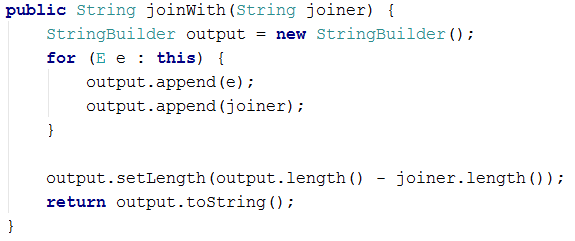 public String joinWith(String joiner) {
    StringBuilder output = new StringBuilder();
    for (E e : this) {
        output.append(e);
        output.append(joiner);
    }

    output.setLength(output.length() - joiner.length());
    return output.toString();
}